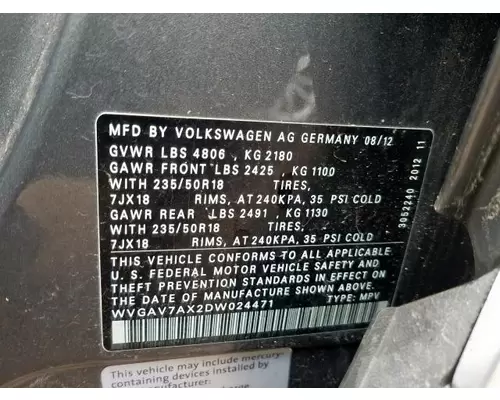 MFD BY VOLKSWAGEN AG GERMANY 08/12
GVWR LBS 4806 , KG 2180
GAWR FRONT LBS 2425 , KG 1100
WITH 235/50R18 TIRES,
7JX18 RIMS, AT 240KPA, 35 PSI COLD
GAWR REAR LBS 2491 , KG 1130
WITH 235/50R18 TIRES,
7JX18 RIMS, AT 240KPA, 35 PSI COLD
THIS VEHICLE CONFORMS TO ALL APPLICABLE
U. S. FEDERAL MOTOR VEHICLE SAFETY AND
THEFT PREVENTION STANDARDS IN EFFECT ON
THE DATE OF MANUFACTURE SHOWN ABOVE.
WVGAV7AX2DW024471 TYPE: MPV
3052240 2012 11
This vehicle may include mercury-
containing devices installed by the
manufacturer: